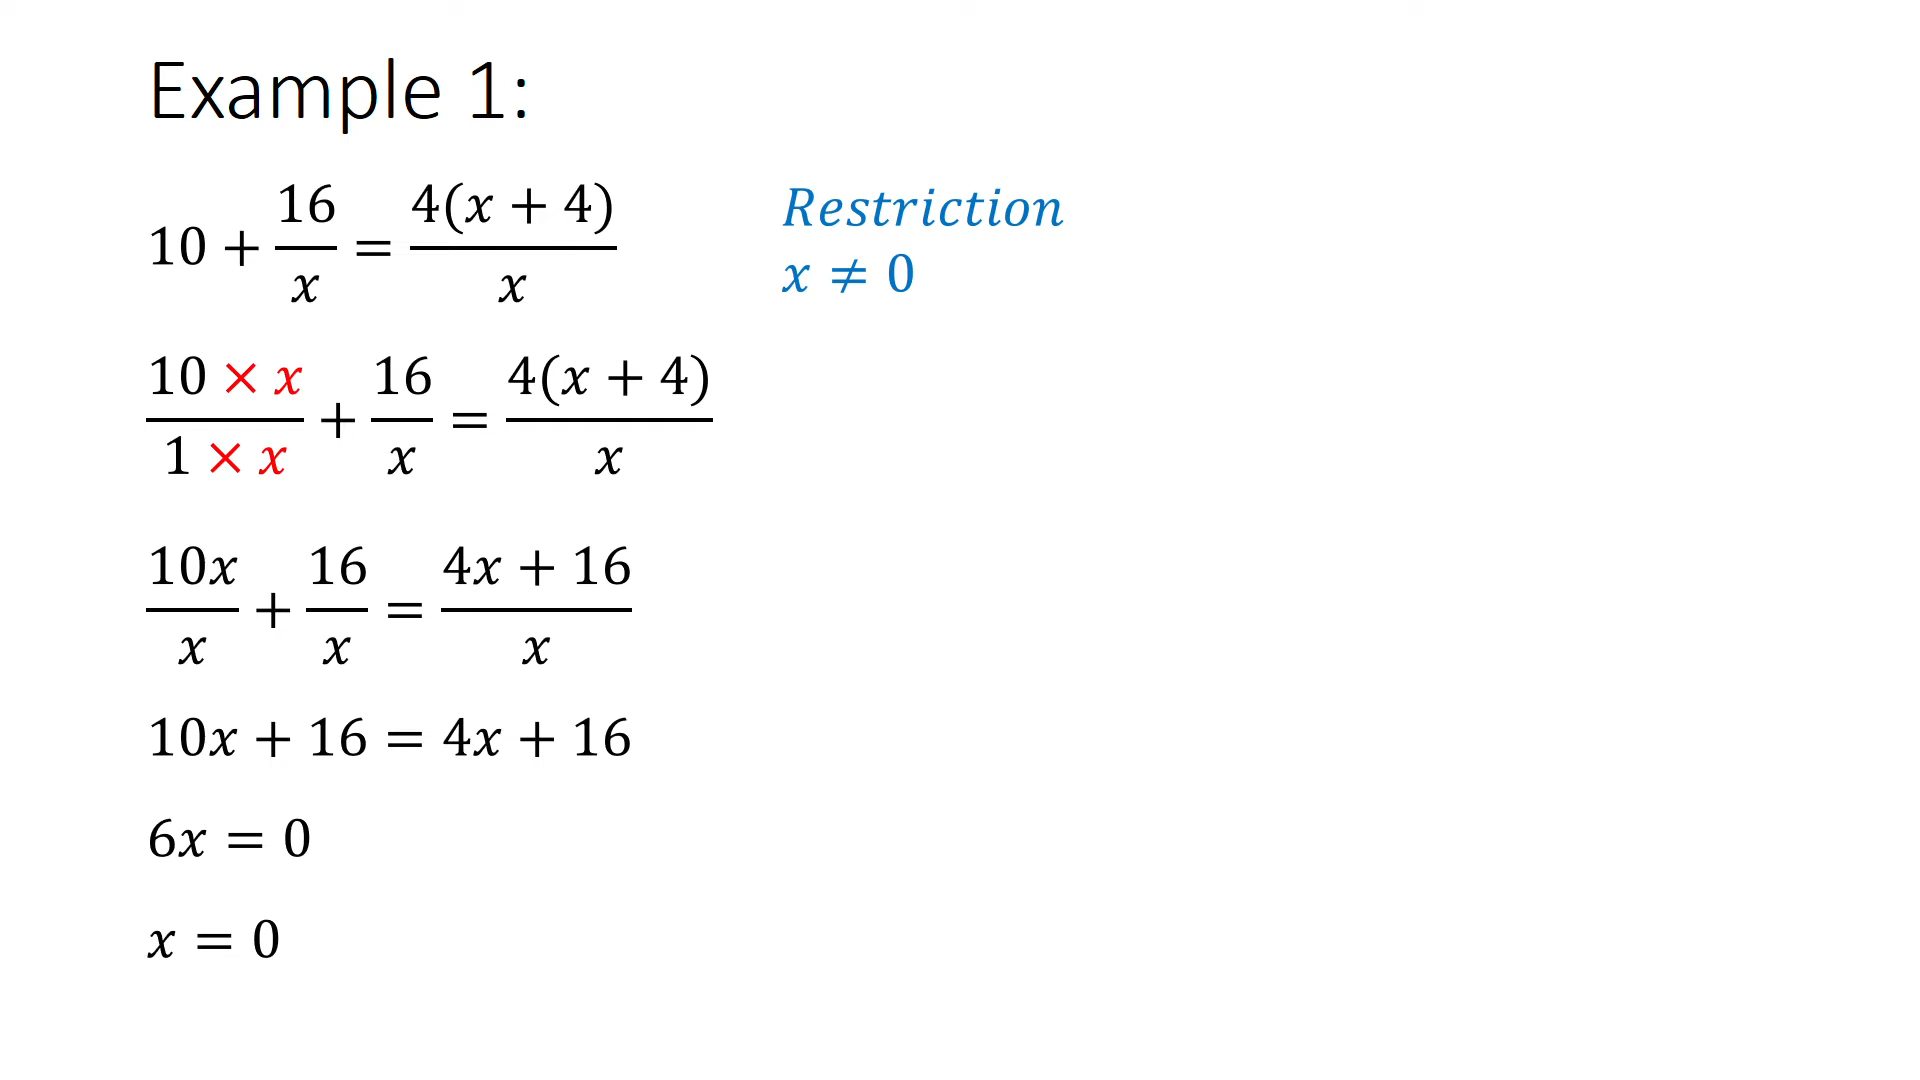 Example 1:
10 + 16/x = 4(x + 4)/x
Restriction
x ≠ 0
10 × x/1 × x + 16/x = 4(x + 4)/x
10x/x + 16/x = 4x + 16/x
10x + 16 = 4x + 16
6x = 0
x = 0